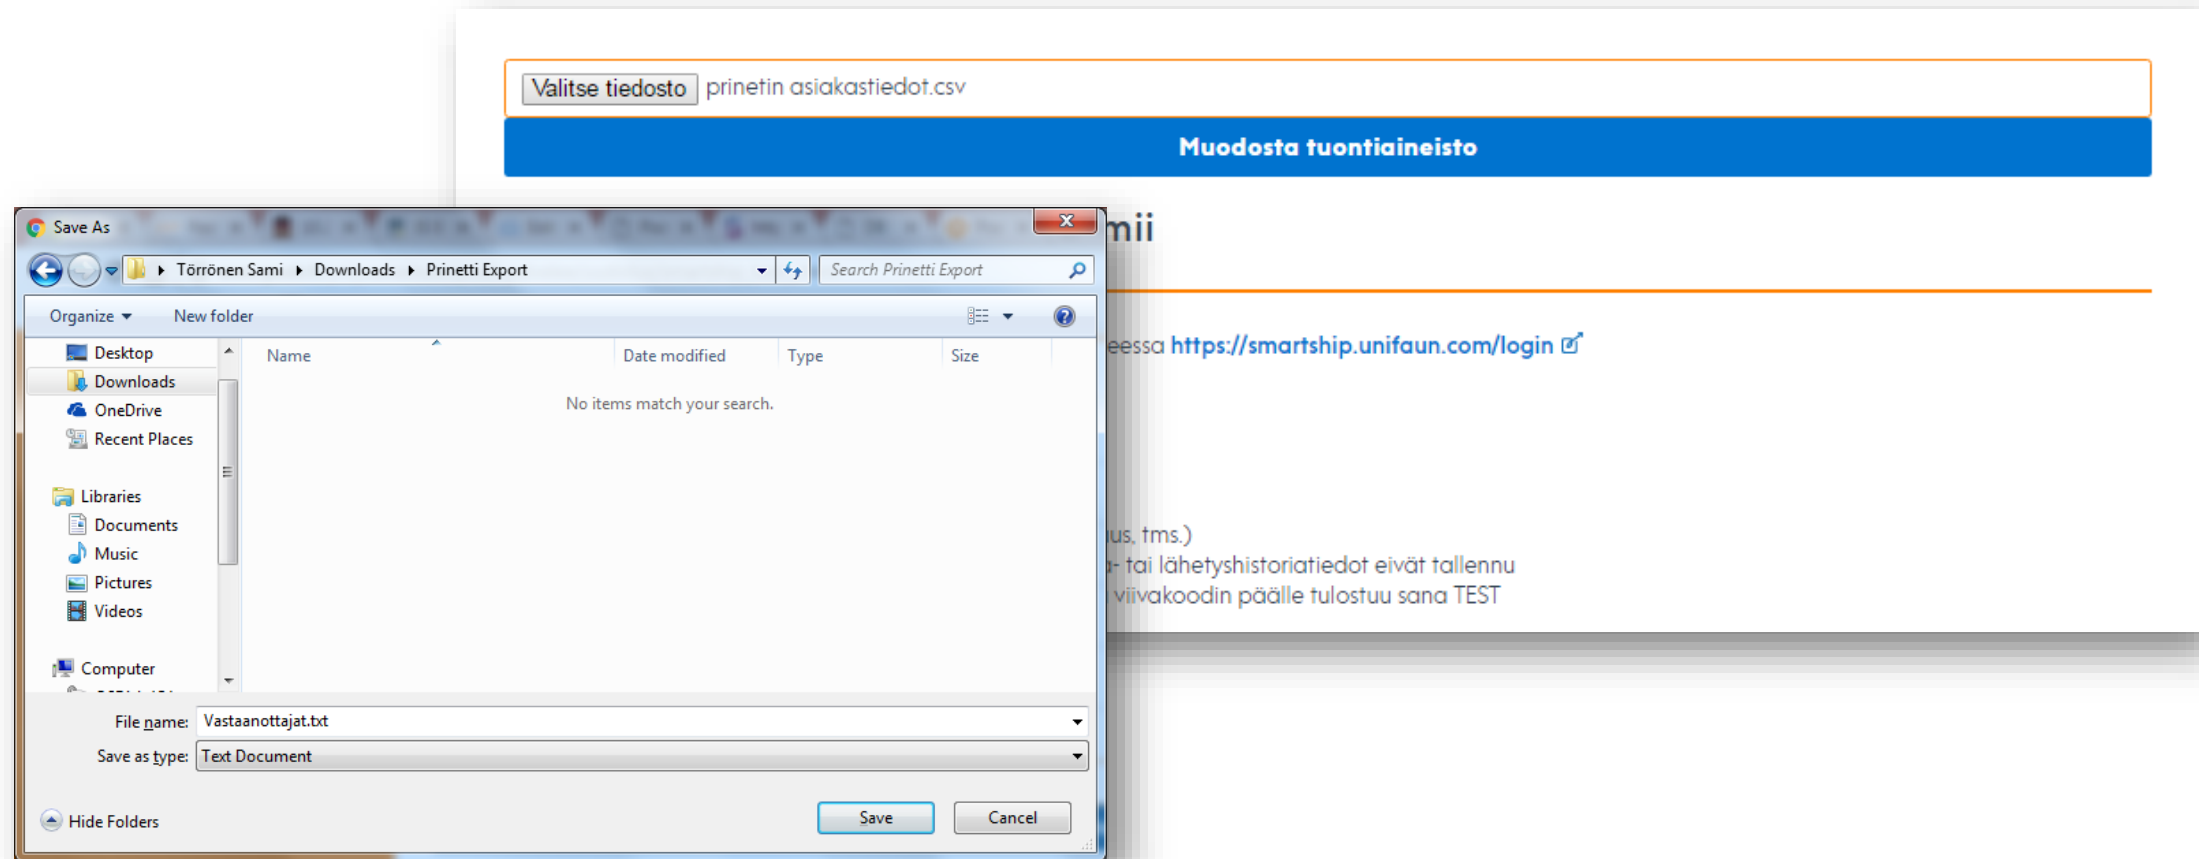 Valitse tiedosto prinetin asiakastiedot.csv
Muodosta tuontiaineisto
mii
eessa https://smartship.unifaun.com/login
tms.)
tai lähetyshistoriatiedot eivät tallennu
viivakoodin päälle tulostuu sana TEST
Save As
Törrönen Sami Downloads Prinetti Export
Search Prinetti Export
Organize New folder
Name Date modified Type Size
No items match your search.
Desktop
Downloads
OneDrive
Recent Places
Libraries
Documents
Music
Pictures
Videos
Computer
File name: Vastaanottajat.txt
Save as type: Text Document
Hide Folders
Save Cancel